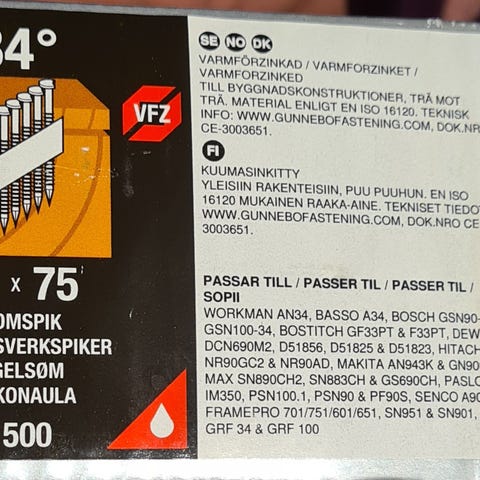 34°
VFZ
x 75
OMSPIK
SVERKSPIKER
GELSØM
KONAULA
500
SE NO DK
VARMFÖRZINKAD / VARMFORZINKET /
VARMFORZINKED
TILL BYGGNADSKONSTRUKTIONER, TRÄ MOT
TRÄ. MATERIAL ENLIGT EN ISO 16120. TEKNISK
INFO: WWW.GUNNEBOFASTENING.COM, DOK.NR
CE-3003651.
FI
KUUMASINKITTY
YLEISIIN RAKENTEISIIN, PUU PUUHUN. EN ISO
16120 MUKAINEN RAAKA-AINE. TEKNISET TIEDO
WWW.GUNNEBOFASTENING.COM, DOK.NRO CE-
3003651.
PASSAR TILL / PASSER TIL / PASSER TIL /
SOPII
WORKMAN AN34, BASSO A34, BOSCH GSN90-
GSN100-34, BOSTITCH GF33PT & F33PT, DEW
DCN690M2, D51856, D51825 & D51823, HITACH
NR90GC2 & NR90AD, MAKITA AN943K & GN90
MAX SN890CH2, SN883CH & GS690CH, PASLO
IM350, PSN100.1, PSN90 & PF90S, SENCO A90
FRAMEPRO 701/751/601/651, SN951 & SN901,
GRF 34 & GRF 100